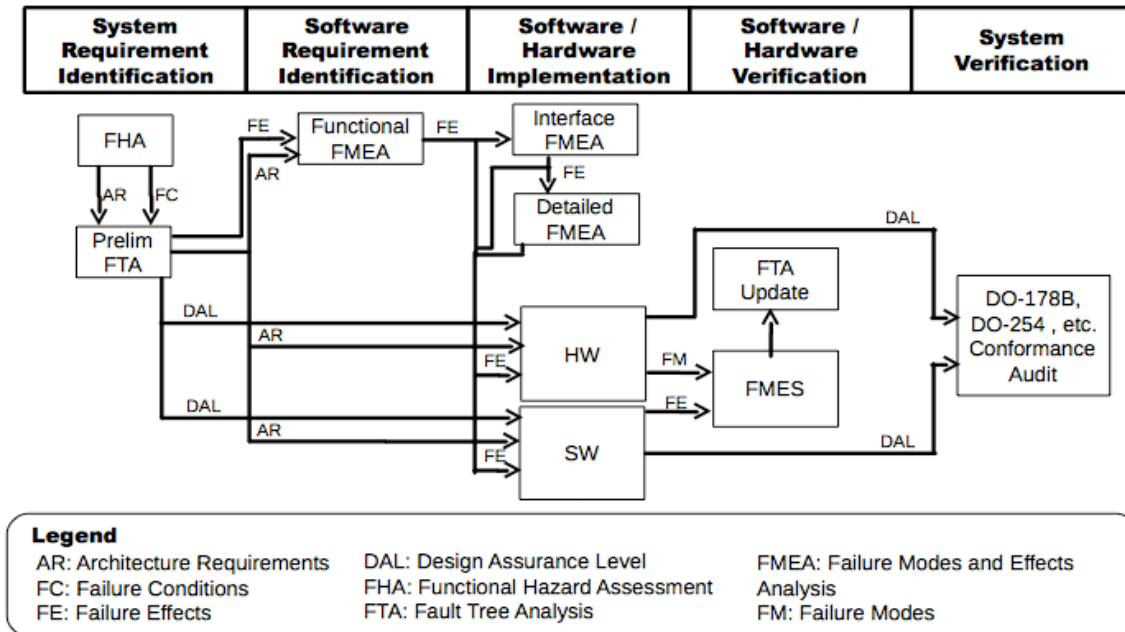 System
Requirement
Identification
Software
Requirement
Identification
Software /
Hardware
Implementation
Software /
Hardware
Verification
System
Verification
FHA
AR
FC
Prelim
FTA
FE
AR
Functional
FMEA
FE
Interface
FMEA
FE
Detailed
FMEA
DAL
AR
FE
HW
DAL
AR
FE
SW
FM
FE
FTA
Update
FMES
DAL
DAL
DO-178B,
DO-254 , etc.
Conformance
Audit
Legend
AR: Architecture Requirements
FC: Failure Conditions
FE: Failure Effects
DAL: Design Assurance Level
FHA: Functional Hazard Assessment
FTA: Fault Tree Analysis
FMEA: Failure Modes and Effects
Analysis
FM: Failure Modes